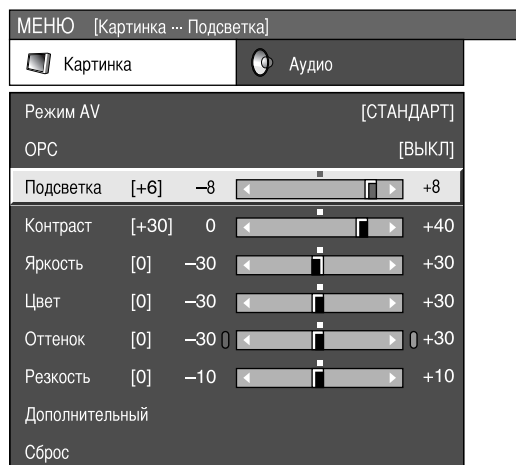 МЕНЮ [Картинка ··· Подсветка]
Картинка Аудио
Режим AV [СТАНДАРТ]
OPC [ВЫКЛ]
Подсветка [+6] –8 +8
Контраст [+30] 0 +40
Яркость [0] –30 +30
Цвет [0] –30 +30
Оттенок [0] –30 +30
Резкость [0] –10 +10
Дополнительный
Сброс